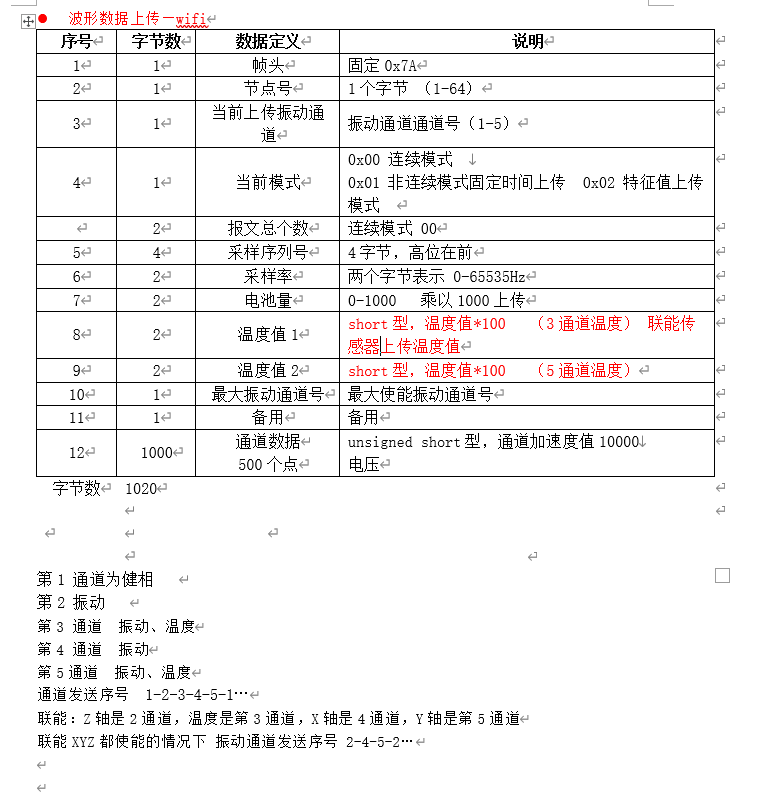 波形数据上传－wifi
序号 字节数 数据定义 说明
1 1 帧头 固定 0x7A
2 1 节点号 1 个字节 （1-64）
3 1 当前上传振动通道 振动通道通道号（1-5）
4 1 当前模式 0x00 连续模式
0x01 非连续模式固定时间上传 0x02 特征值上传
模式
2 报文总个数 连续模式 00
5 4 采样序列号 4 字节，高位在前
6 2 采样率 两个字节表示 0-65535Hz
7 2 电池量 0-1000 乘以 1000 上传
8 2 温度值 1 short 型，温度值*100 （3 通道温度） 联能传
感器上传温度值
9 2 温度值 2 short 型，温度值*100 （5 通道温度）
10 1 最大振动通道号 最大使能振动通道号
11 1 备用 备用
12 1000 通道数据 unsigned short 型，通道加速度值 10000
500 个点 电压
字节数 1020
第 1 通道为健相
第 2 振动
第 3 通道 振动、温度
第 4 通道 振动
第 5 通道 振动、温度
通道发送序号 1-2-3-4-5-1…
联能：Z 轴是 2 通道，温度是第 3 通道，X 轴是 4 通道，Y 轴是第 5 通道
联能 XYZ 都使能的情况下 振动通道发送序号 2-4-5-2…